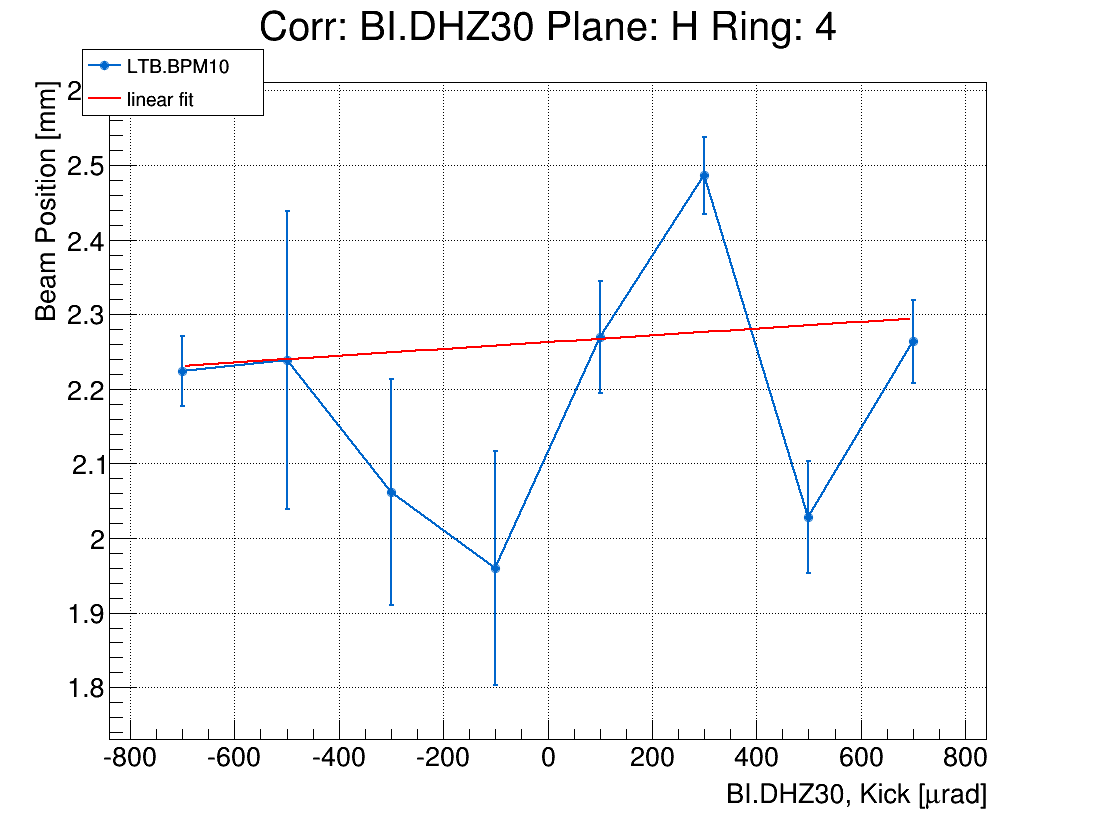 Corr: BI.DHZ30 Plane: H Ring: 4
LTB.BPM10
linear fit
Beam Position [mm]
2
2.5
2.4
2.3
2.2
2.1
2
1.9
1.8
-800 -600 -400 -200 0 200 400 600 800
BI.DHZ30, Kick [μrad]